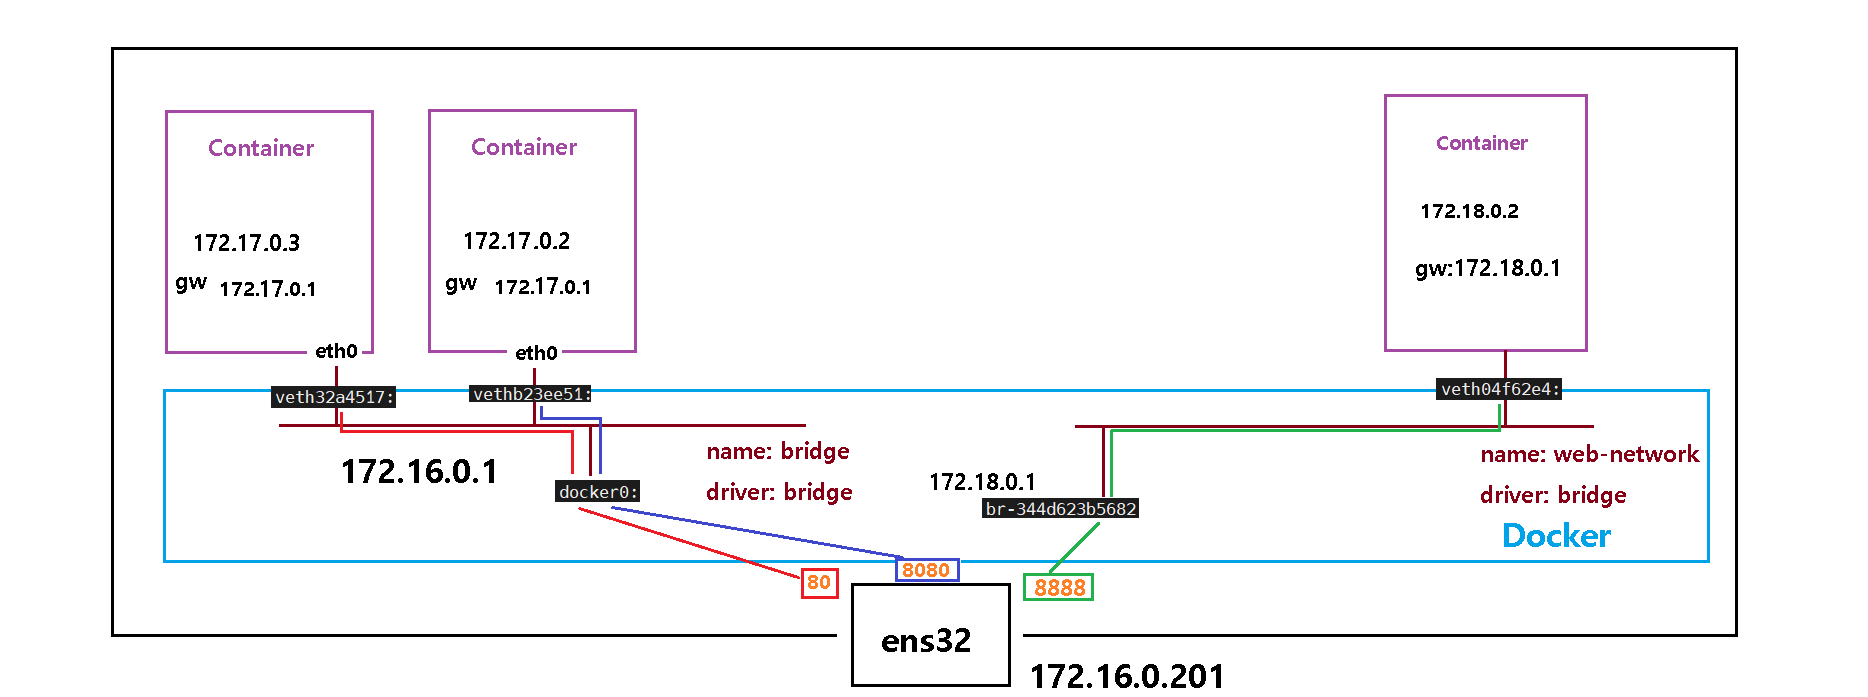 Container
172.17.0.3
gw 172.17.0.1
eth0
Container
172.17.0.2
gw 172.17.0.1
eth0
Container
172.18.0.2
gw:172.18.0.1
veth32a4517:
vethb23ee51:
veth04f62e4:
172.16.0.1
docker0:
name: bridge
driver: bridge
172.18.0.1
br-344d623b5682
name: web-network
driver: bridge
Docker
80
8080
8888
ens32
172.16.0.201